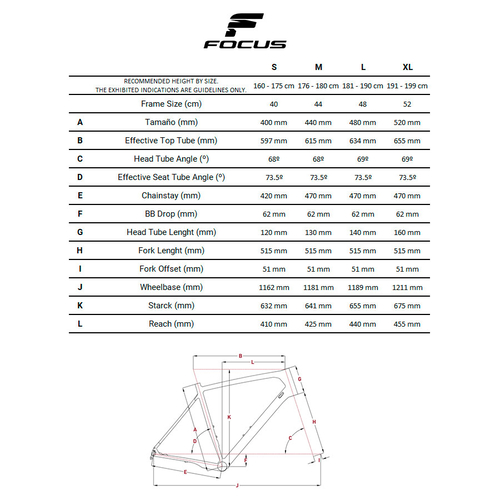 FOCUS
S M L XL
RECOMMENDED HEIGHT BY SIZE.
THE EXHIBITED INDICATIONS ARE GUIDELINES ONLY. 160 - 175 cm 176 - 180 cm 181 - 190 cm 191 - 199 cm
Frame Size (cm) 40 44 48 52
A Tamaño (mm) 400 mm 440 mm 480 mm 520 mm
B Effective Top Tube (mm) 597 mm 615 mm 634 mm 655 mm
C Head Tube Angle (º) 68º 68º 69º 69º
D Effective Seat Tube Angle (º) 73.5º 73.5º 73.5º 73.5º
E Chainstay (mm) 420 mm 470 mm 470 mm 470 mm
F BB Drop (mm) 62 mm 62 mm 62 mm 62 mm
G Head Tube Lenght (mm) 120 mm 130 mm 140 mm 160 mm
H Fork Lenght (mm) 515 mm 515 mm 515 mm 515 mm
I Fork Offset (mm) 51 mm 51 mm 51 mm 51 mm
J Wheelbase (mm) 1162 mm 1181 mm 1189 mm 1211 mm
K Starck (mm) 632 mm 641 mm 655 mm 675 mm
L Reach (mm) 410 mm 425 mm 440 mm 455 mm
B
L
G
K
A
H
D
C
F
I
E
J